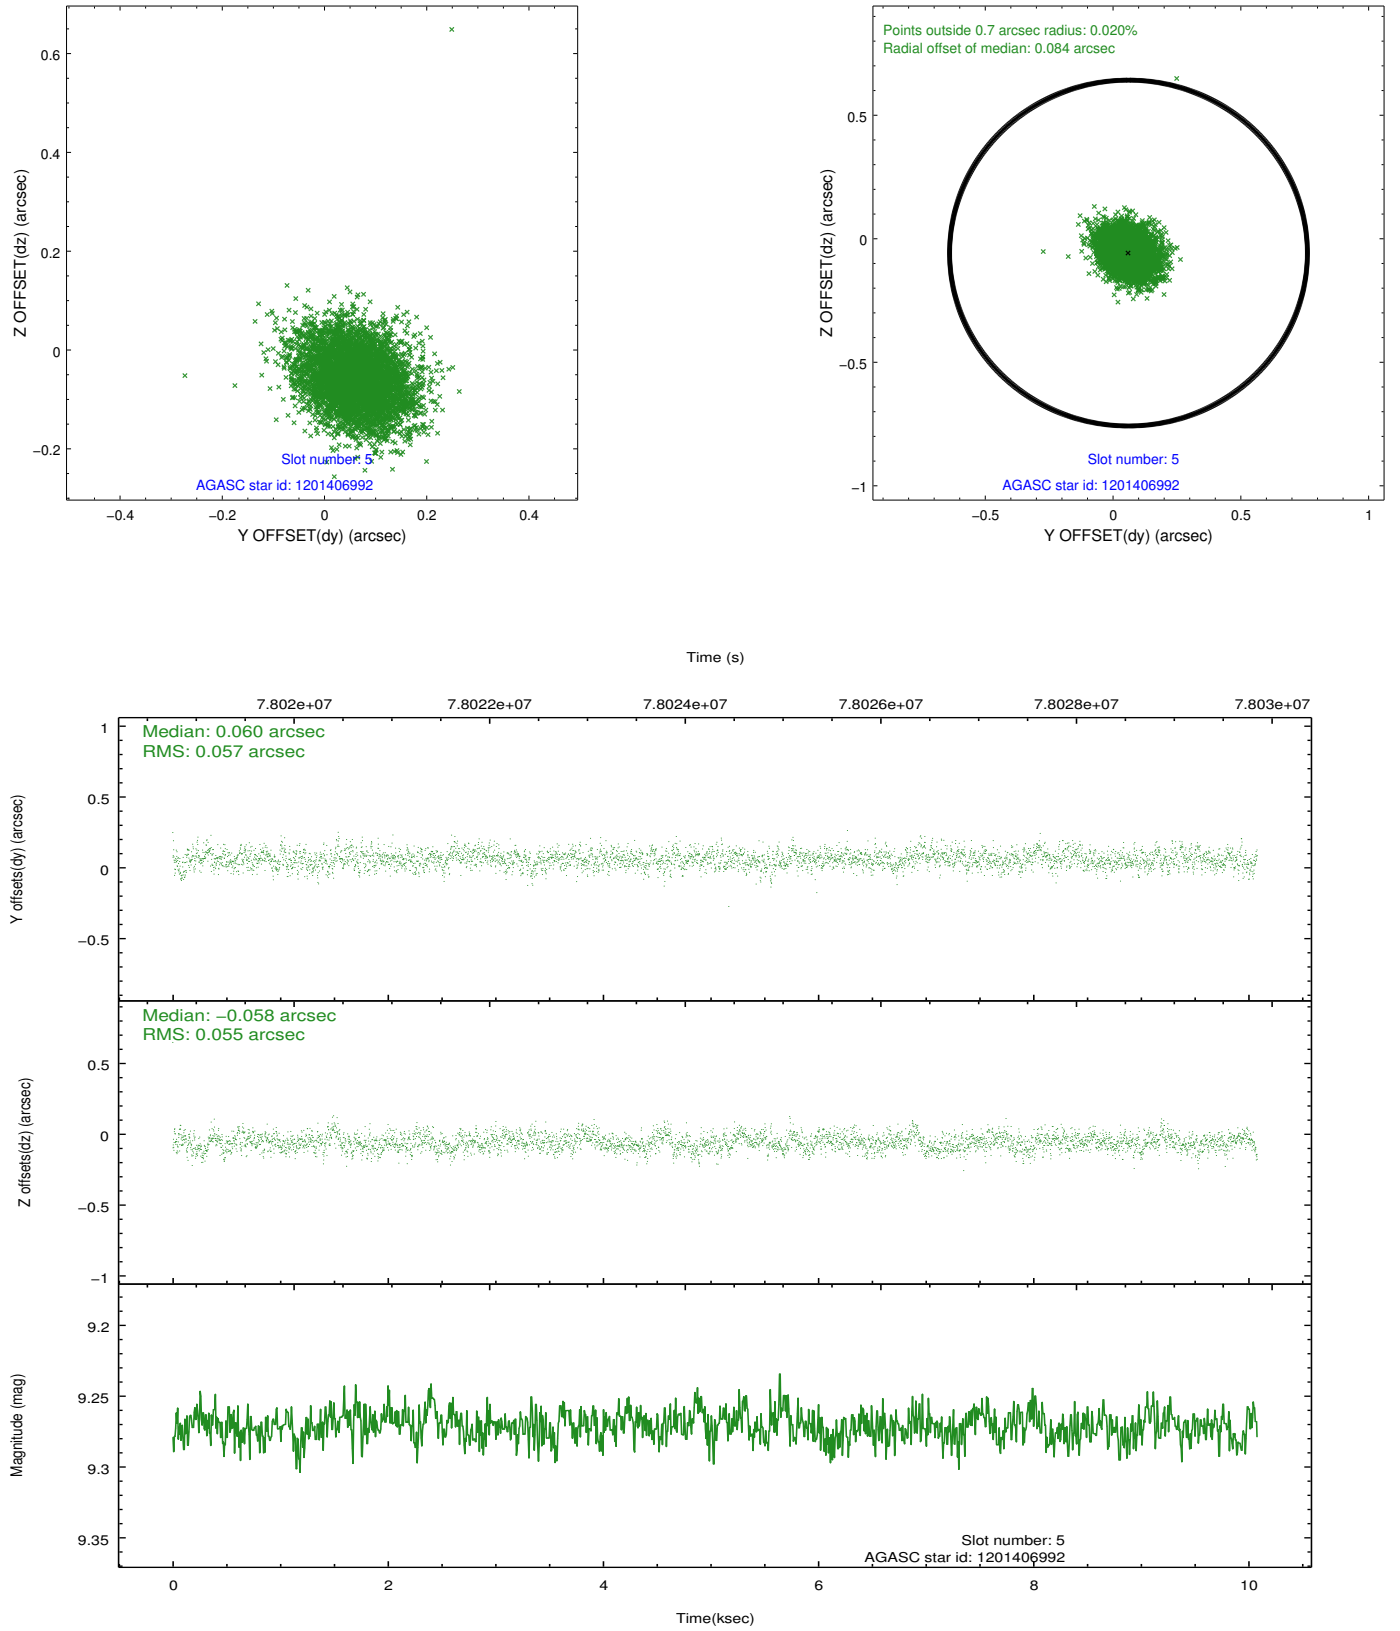 0.6
0.4
0.2
0
−0.2
Z OFFSET(dz) (arcsec)
Slot number: 5
AGASC star id: 1201406992
−0.4
−0.2
0
0.2
0.4
Y OFFSET(dy) (arcsec)
Points outside 0.7 arcsec radius: 0.020%
Radial offset of median: 0.084 arcsec
0.5
0
−0.5
−1
Z OFFSET(dz) (arcsec)
Slot number: 5
AGASC star id: 1201406992
−0.5
0
0.5
1
Y OFFSET(dy) (arcsec)
Time (s)
7.802e+07
7.8022e+07
7.8024e+07
7.8026e+07
7.8028e+07
7.803e+07
Median: 0.060 arcsec
RMS: 0.057 arcsec
1
0.5
0
−0.5
Y offsets(dy) (arcsec)
Median: −0.058 arcsec
RMS: 0.055 arcsec
0.5
0
−0.5
−1
Z offsets(dz) (arcsec)
9.2
9.25
9.3
9.35
Magnitude (mag)
Slot number: 5
AGASC star id: 1201406992
0
2
4
6
8
10
Time(ksec)